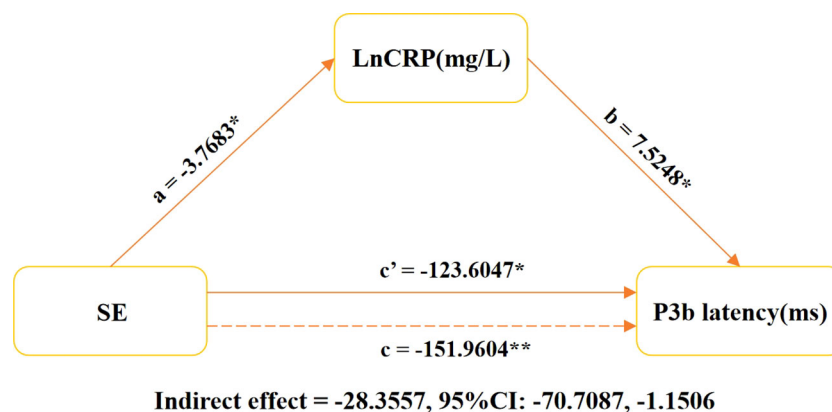 LnCRP(mg/L)
a = -3.7683*
b = 7.5248*
SE
c’ = -123.6047*
c = -151.9604**
P3b latency(ms)
Indirect effect = -28.3557, 95%CI: -70.7087, -1.1506